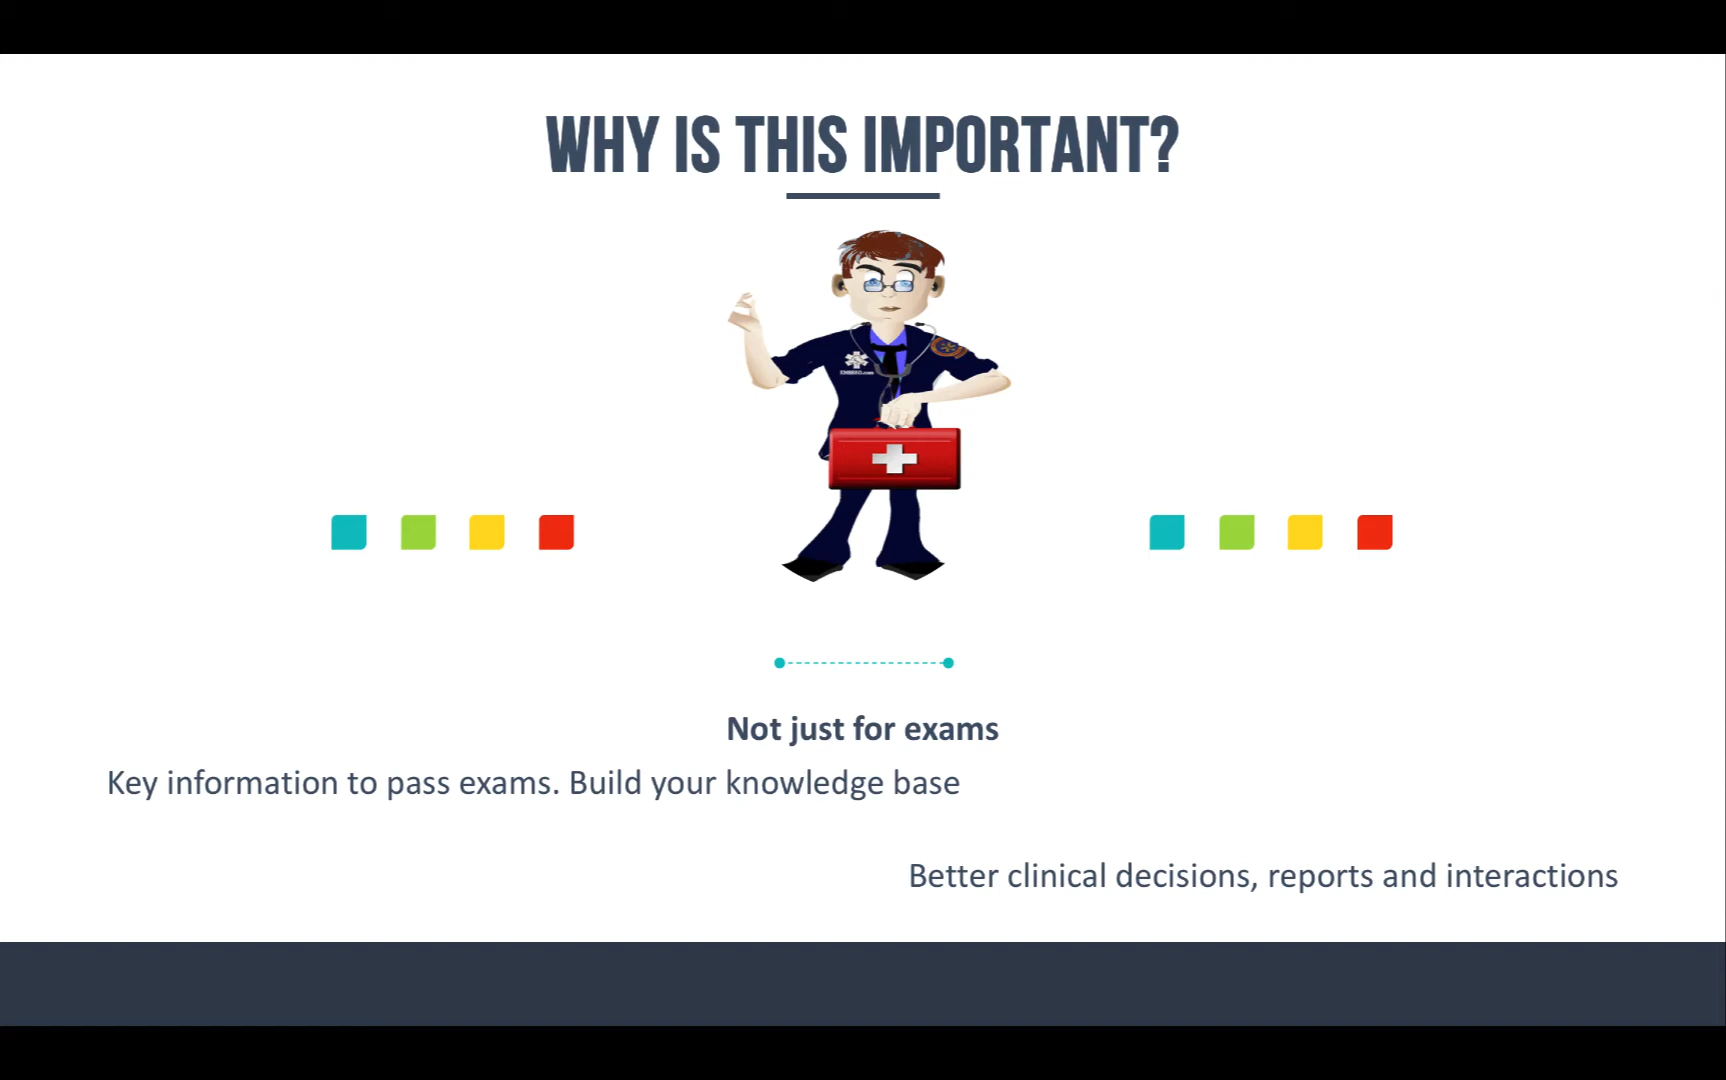 WHY IS THIS IMPORTANT?
Not just for exams
Key information to pass exams. Build your knowledge base
Better clinical decisions, reports and interactions